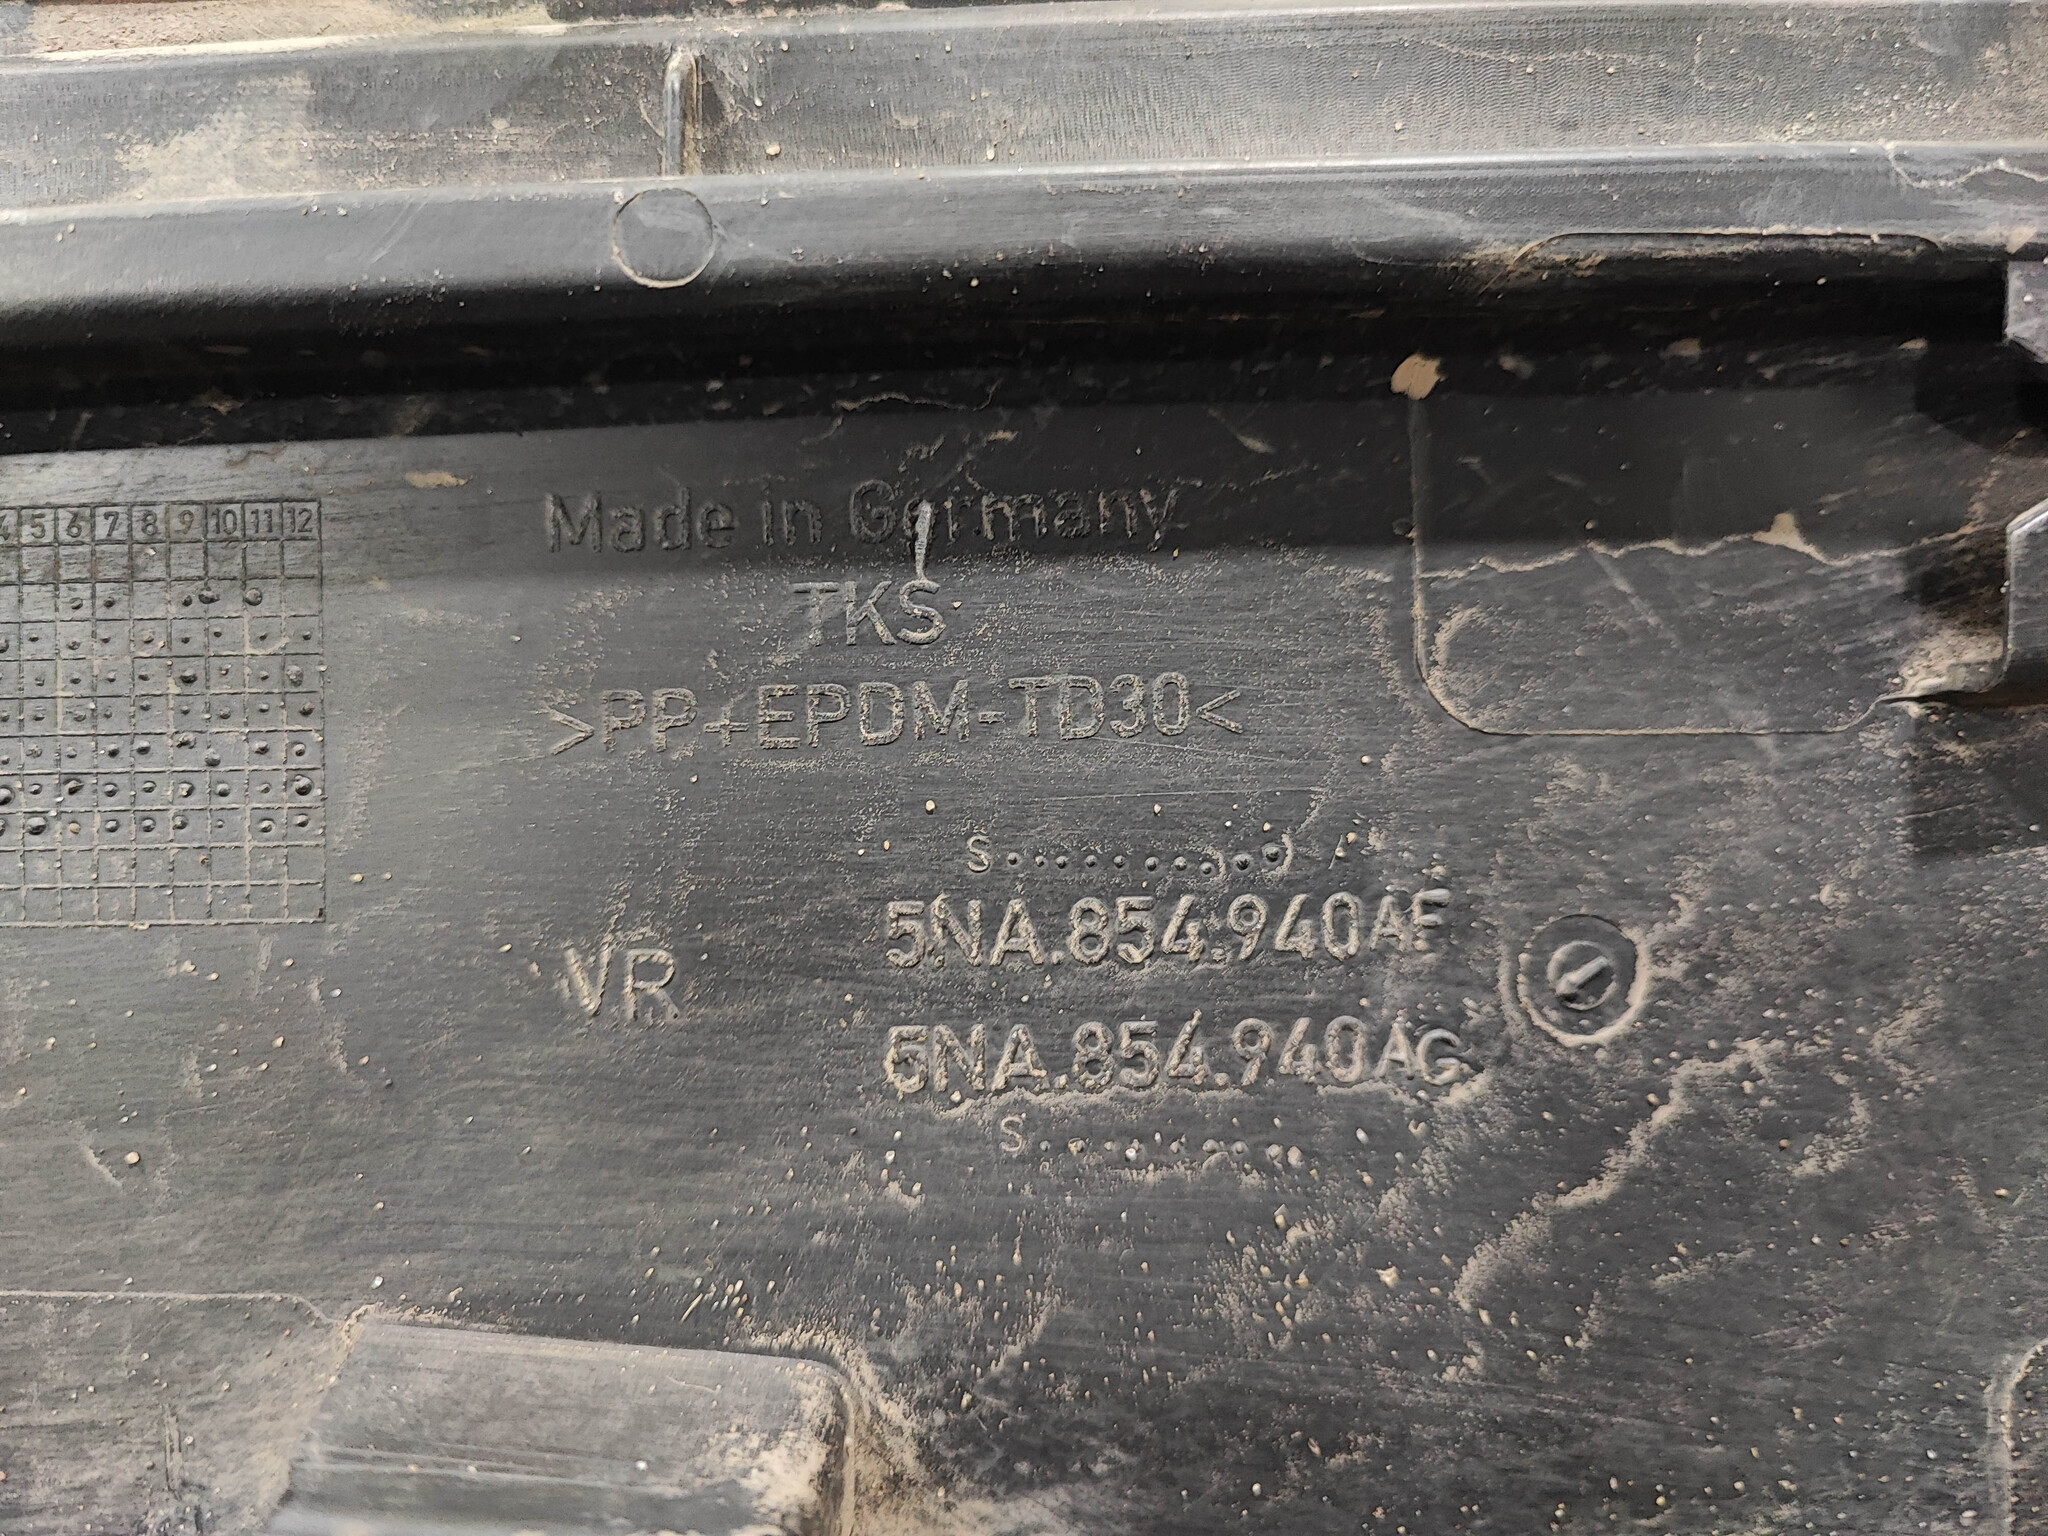 4 5 6 7 8 9 10 11 12
Made in Germany
TKS
>PP+EPDM-TD30<
S
5NA.854.940AF
VR
5NA.854.940AG
S